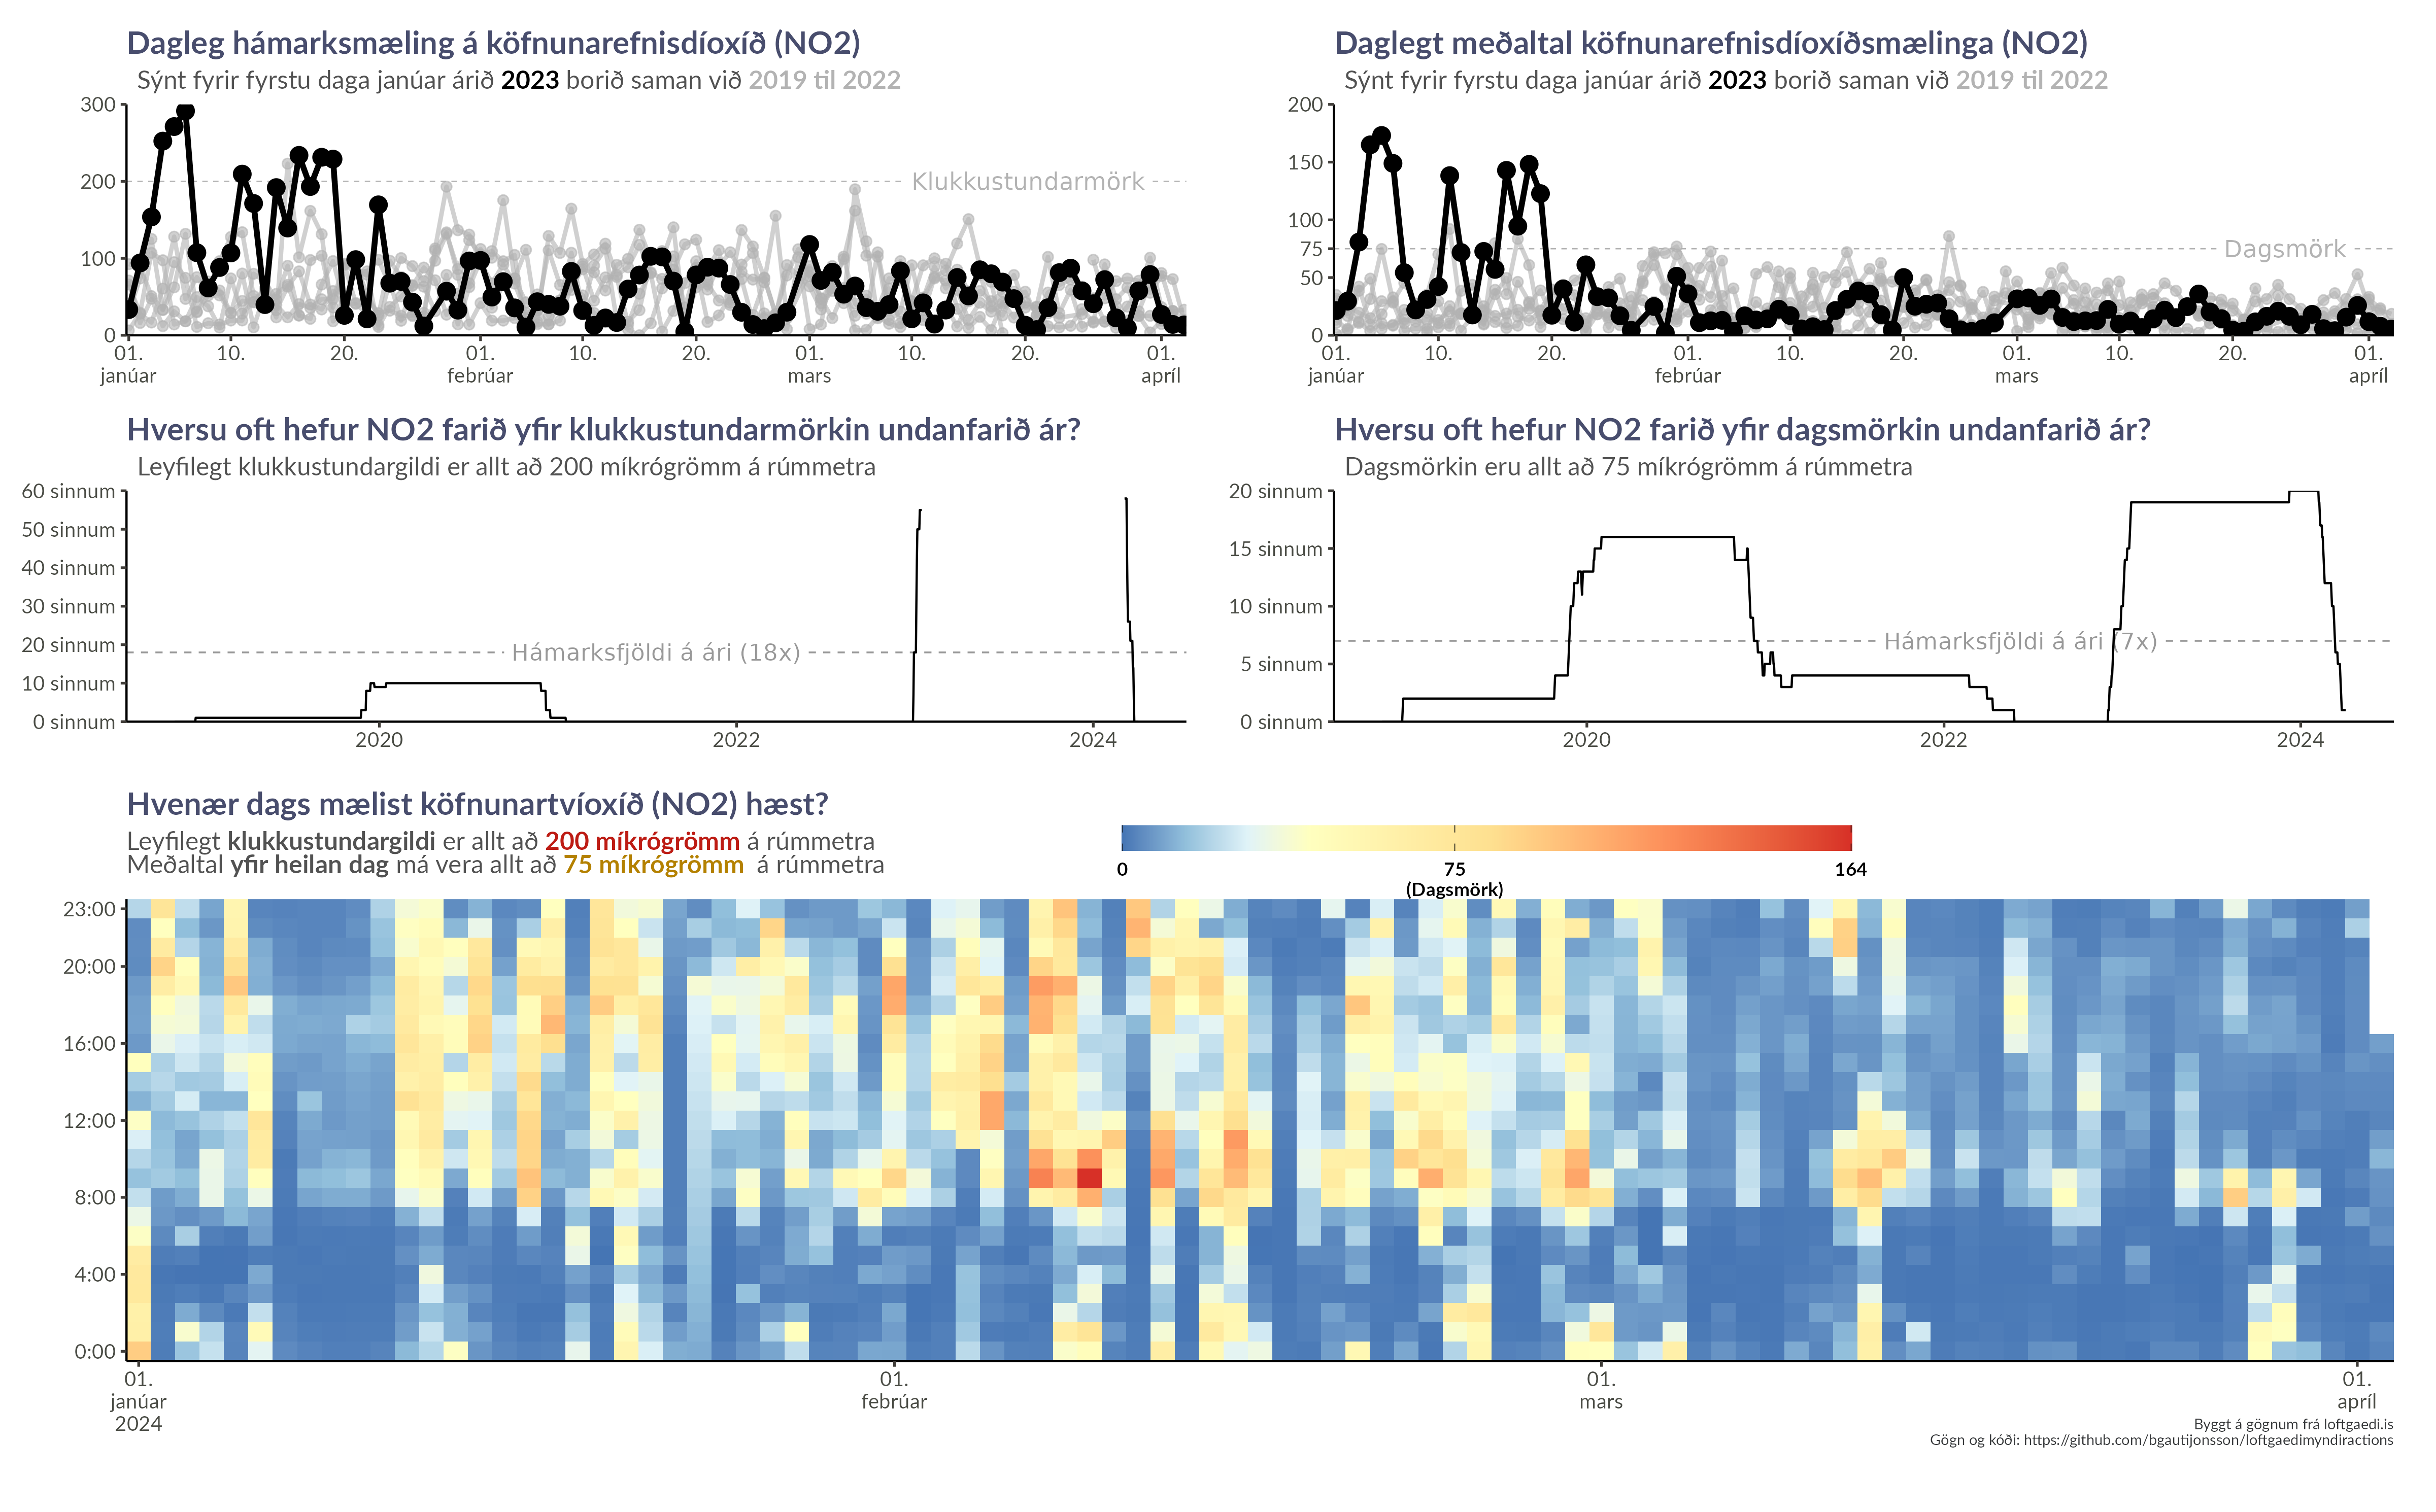 Dagleg hámarksmæling á köfnunarefnisdíoxíð (NO2)
Sýnt fyrir fyrstu daga janúar árið 2023 borið saman við 2019 til 2022
300
200
100
0
Klukkustundarmörk
01. 10. 20. 01. 10. 20. 01. 10. 20. 01.
janúar febrúar mars apríl
Daglegt meðaltal köfnunarefnisdíoxíðsmælinga (NO2)
Sýnt fyrir fyrstu daga janúar árið 2023 borið saman við 2019 til 2022
200
150
100
75
50
0
Dagsmörk
01. 10. 20. 01. 10. 20. 01. 10. 20. 01.
janúar febrúar mars apríl
Hversu oft hefur NO2 farið yfir klukkustundarmörkin undanfarið ár?
Leyfilegt klukkustundargildi er allt að 200 míkrógrömm á rúmmetra
60 sinnum
50 sinnum
40 sinnum
30 sinnum
20 sinnum
10 sinnum
0 sinnum
Hámarksfjöldi á ári (18x)
2020 2022 2024
Hversu oft hefur NO2 farið yfir dagsmörkin undanfarið ár?
Dagsmörkin eru allt að 75 míkrógrömm á rúmmetra
20 sinnum
15 sinnum
10 sinnum
5 sinnum
0 sinnum
Hámarksfjöldi á ári (7x)
2020 2022 2024
Hvenær dags mælist köfnunartvíoxíð (NO2) hæst?
Leyfilegt klukkustundargildi er allt að 200 míkrógrömm á rúmmetra
Meðaltal yfir heilan dag má vera allt að 75 míkrógrömm á rúmmetra
0 75 164
(Dagsmörk)
23:00
20:00
16:00
12:00
8:00
4:00
0:00
01. 01. 01. 01.
janúar febrúar mars apríl
2024
Byggt á gögnum frá loftgaedi.is
Gögn og kóði: https://github.com/bgautijonsson/loftgaedimyndiractions